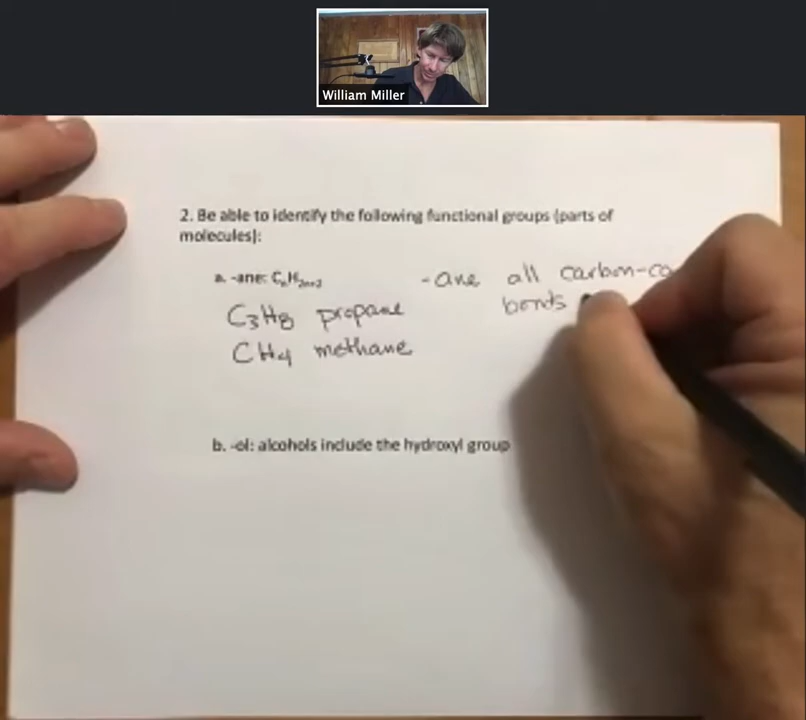 William Miller
2. Be able to identify the following functional groups (parts of
molecules):
a. -ane: CₙH₂ₙ₊₂
-ane all carbon-ca
C₃H₈ propane
bonds
CH₄ methane
b. -ol: alcohols include the hydroxyl group